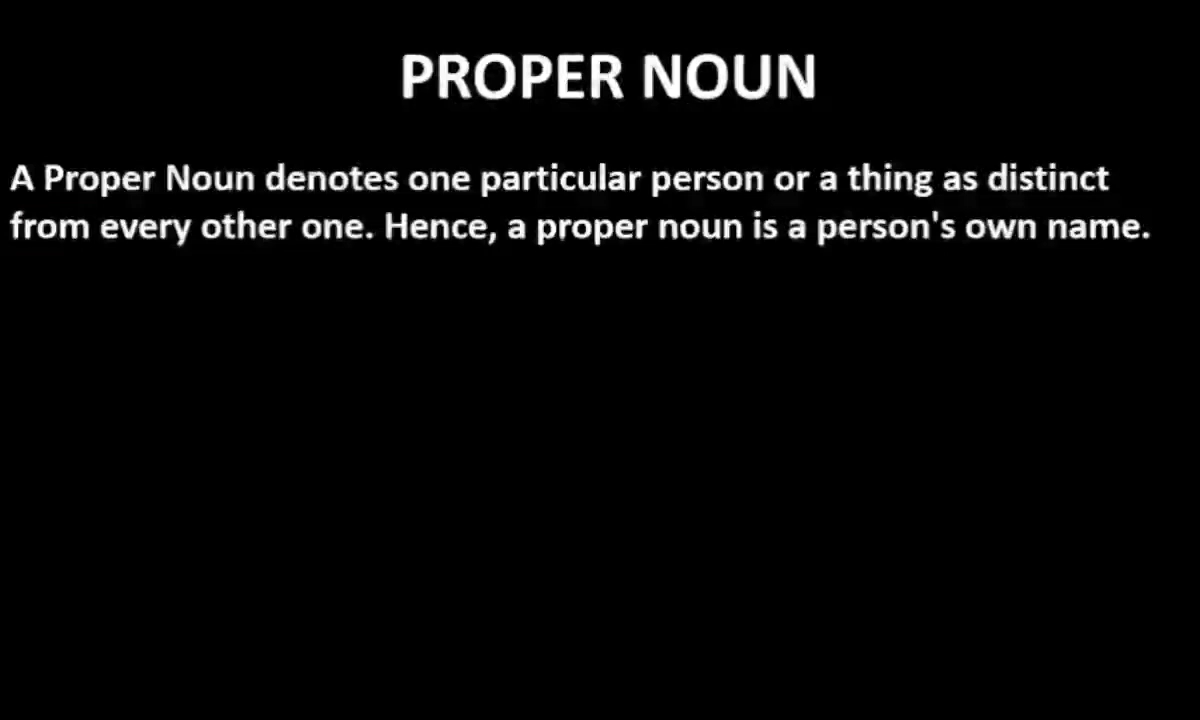 PROPER NOUN
A Proper Noun denotes one particular person or a thing as distinct
from every other one. Hence, a proper noun is a person's own name.